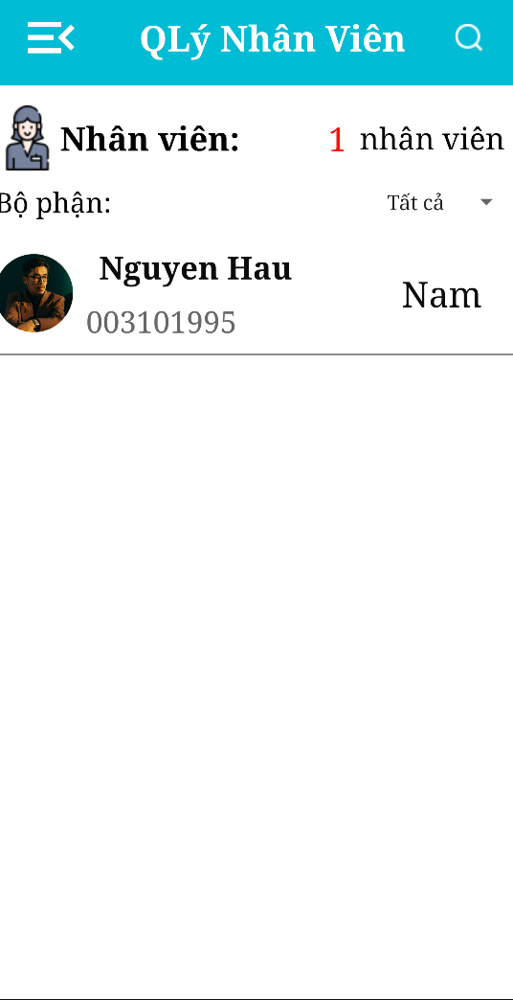 QLý Nhân Viên
Nhân viên: 1 nhân viên
Bộ phận: Tất cả
Nguyen Hau
003101995
Nam